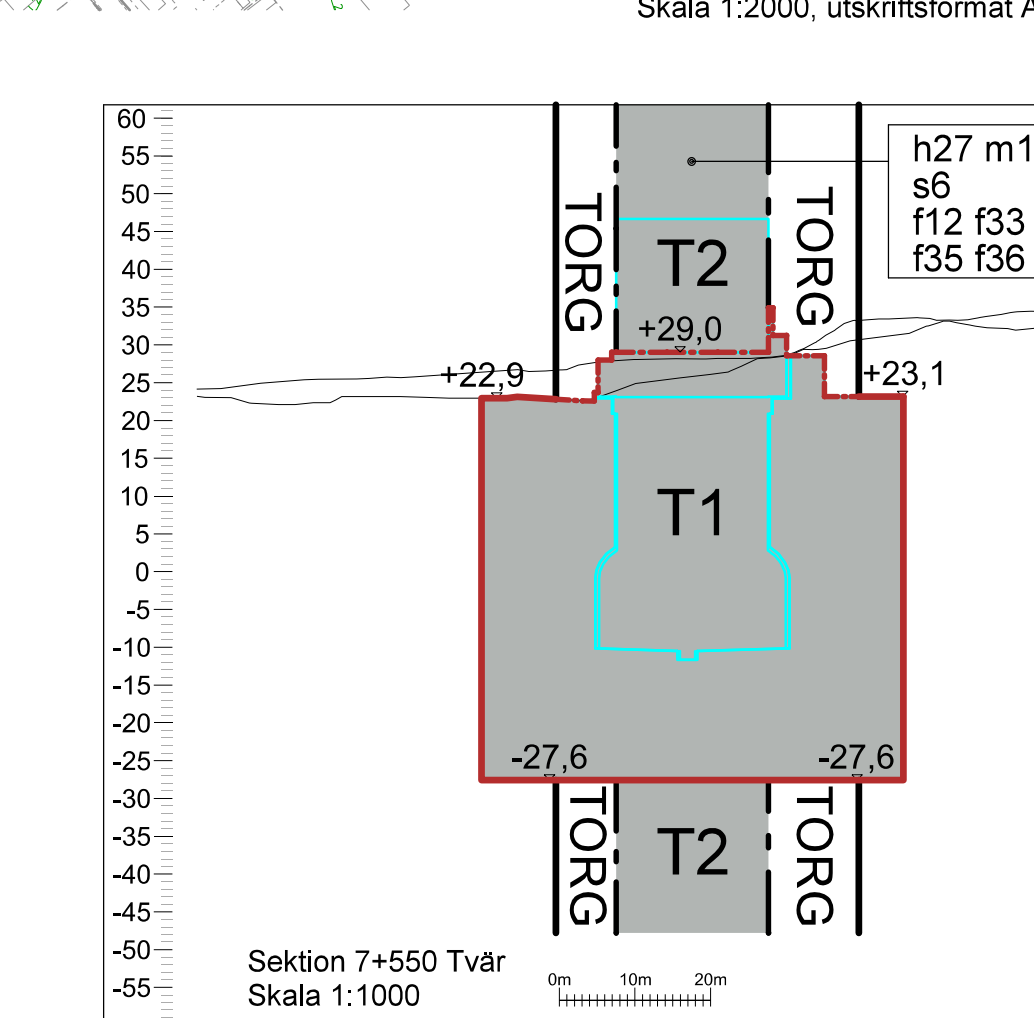 Skala 1:2000, utskriftsformat A
60
55
50
45
40
35
30
25
20
15
10
5
0
-5
-10
-15
-20
-25
-30
-35
-40
-45
-50
-55
h27 m1
s6
f12 f33
f35 f36
TORG
T2
TORG
+29,0
+22,9
+23,1
T1
-27,6
-27,6
TORG
T2
TORG
Sektion 7+550 Tvär
Skala 1:1000
0m 10m 20m